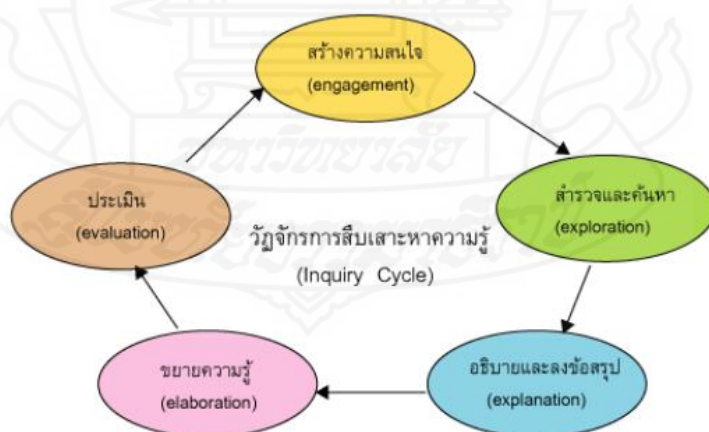 สร้างความสนใจ
(engagement)
สำรวจและค้นหา
(exploration)
ประเมิน
(evaluation)
วัฏจักรการสืบเสาะหาความรู้
(Inquiry Cycle)
ขยายความรู้
(elaboration)
อธิบายและลงข้อสรุป
(explanation)